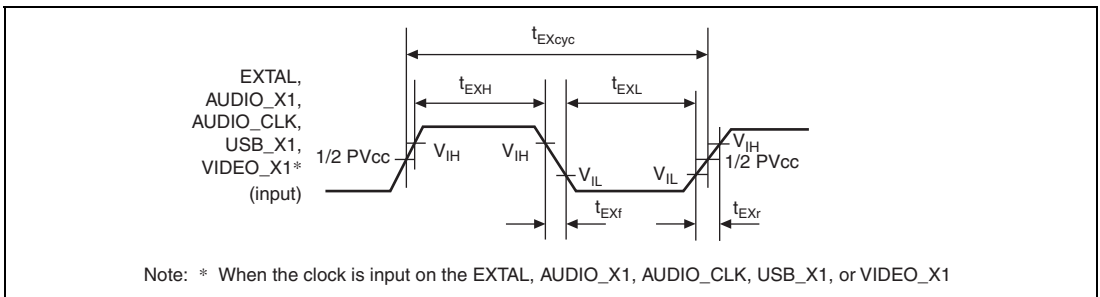 tEXcyc
EXTAL,
AUDIO_X1,
AUDIO_CLK,
USB_X1,
VIDEO_X1*
(input)
tEXH
tEXL
1/2 PVcc
VIH
VIH
VIL
VIL
VIH
1/2 PVcc
tEXf
tEXr
Note: * When the clock is input on the EXTAL, AUDIO_X1, AUDIO_CLK, USB_X1, or VIDEO_X1